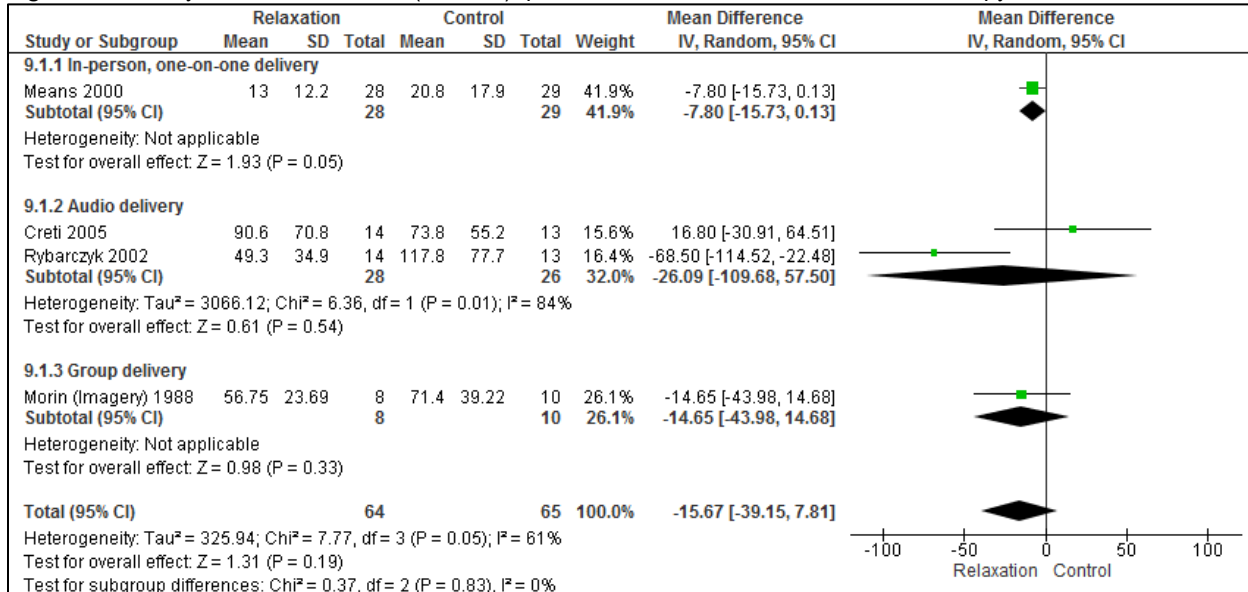 Relaxation Control Mean Difference Mean Difference
Study or Subgroup Mean SD Total Mean SD Total Weight IV, Random, 95% CI IV, Random, 95% CI
9.1.1 In-person, one-on-one delivery
Means 2000 13 12.2 28 20.8 17.9 29 41.9% -7.80 [-15.73, 0.13]
Subtotal (95% CI) 28 29 41.9% -7.80 [-15.73, 0.13]
Heterogeneity: Not applicable
Test for overall effect: Z = 1.93 (P = 0.05)
9.1.2 Audio delivery
Creti 2005 90.6 70.8 14 73.8 55.2 13 15.6% 16.80 [-30.91, 64.51]
Rybarczyk 2002 49.3 34.9 14 117.8 77.7 13 16.4% -68.50 [-114.52, -22.48]
Subtotal (95% CI) 28 26 32.0% -26.09 [-109.68, 57.50]
Heterogeneity: Tau² = 3066.12; Chi² = 6.36, df = 1 (P = 0.01); I² = 84%
Test for overall effect: Z = 0.61 (P = 0.54)
9.1.3 Group delivery
Morin (Imagery) 1988 56.75 23.69 8 71.4 39.22 10 26.1% -14.65 [-43.98, 14.68]
Subtotal (95% CI) 8 10 26.1% -14.65 [-43.98, 14.68]
Heterogeneity: Not applicable
Test for overall effect: Z = 0.98 (P = 0.33)
Total (95% CI) 64 65 100.0% -15.67 [-39.15, 7.81]
Heterogeneity: Tau² = 325.94; Chi² = 7.77, df = 3 (P = 0.05); I² = 61%
Test for overall effect: Z = 1.31 (P = 0.19)
Test for subgroup differences: Chi² = 0.37, df = 2 (P = 0.83), I² = 0%
-100 -50 0 50 100
Relaxation Control